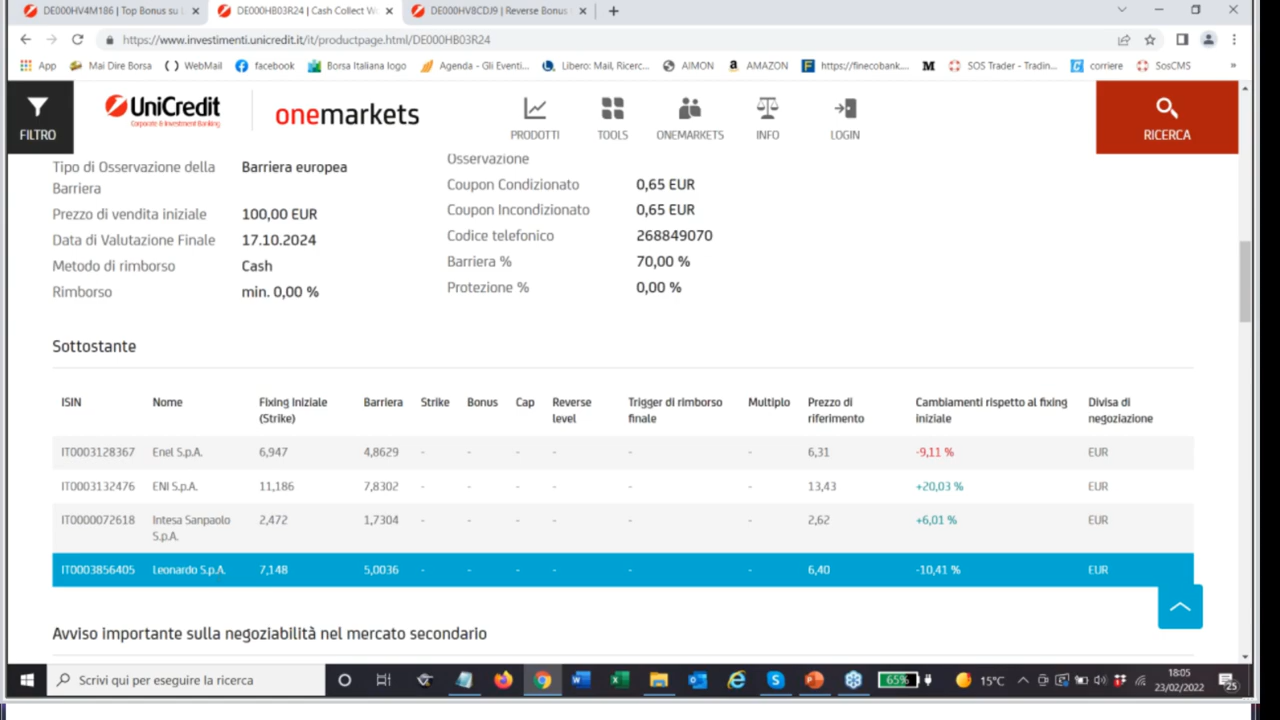 DE000HV4M186 | Top Bonus su
DE000HB03R24 | Cash Collect W
DE000HV8CDJ9 | Reverse Bonus
https://www.investimenti.unicredit.it/it/productpage.html/DE000HB03R24
App
Mai Dire Borsa
WebMail
facebook
Borsa Italiana logo
Agenda - Gli Eventi...
Libero: Mail, Ricerc...
AIMON
AMAZON
https://finecobank....
M
SOS Trader - Tradin...
corriere
SosCMS
»
FILTRO
UniCredit
Corporate & Investment Banking
onemarkets
PRODOTTI
TOOLS
ONEMARKETS
INFO
LOGIN
RICERCA
Tipo di Osservazione della Barriera europea
Barriera
Prezzo di vendita iniziale 100,00 EUR
Data di Valutazione Finale 17.10.2024
Metodo di rimborso Cash
Rimborso min. 0,00 %
Osservazione
Coupon Condizionato 0,65 EUR
Coupon Incondizionato 0,65 EUR
Codice telefonico 268849070
Barriera % 70,00 %
Protezione % 0,00 %
Sottostante
ISIN Nome Fixing Iniziale Barriera Strike Bonus Cap Reverse Trigger di rimborso Multiplo Prezzo di Cambiamenti rispetto al fixing Divisa di
(Strike) level finale riferimento iniziale negoziazione
IT0003128367 Enel S.p.A. 6,947 4,8629 - - - - - - 6,31 -9,11 % EUR
IT0003132476 ENI S.p.A. 11,186 7,8302 - - - - - - 13,43 +20,03 % EUR
IT0000072618 Intesa Sanpaolo 2,472 1,7304 - - - - - - 2,62 +6,01 % EUR
S.p.A.
IT0003856405 Leonardo S.p.A. 7,148 5,0036 - - - - - - 6,40 -10,41 % EUR
Avviso importante sulla negoziabilità nel mercato secondario
Scrivi qui per eseguire la ricerca
65%
15°C
18:05
23/02/2022
25